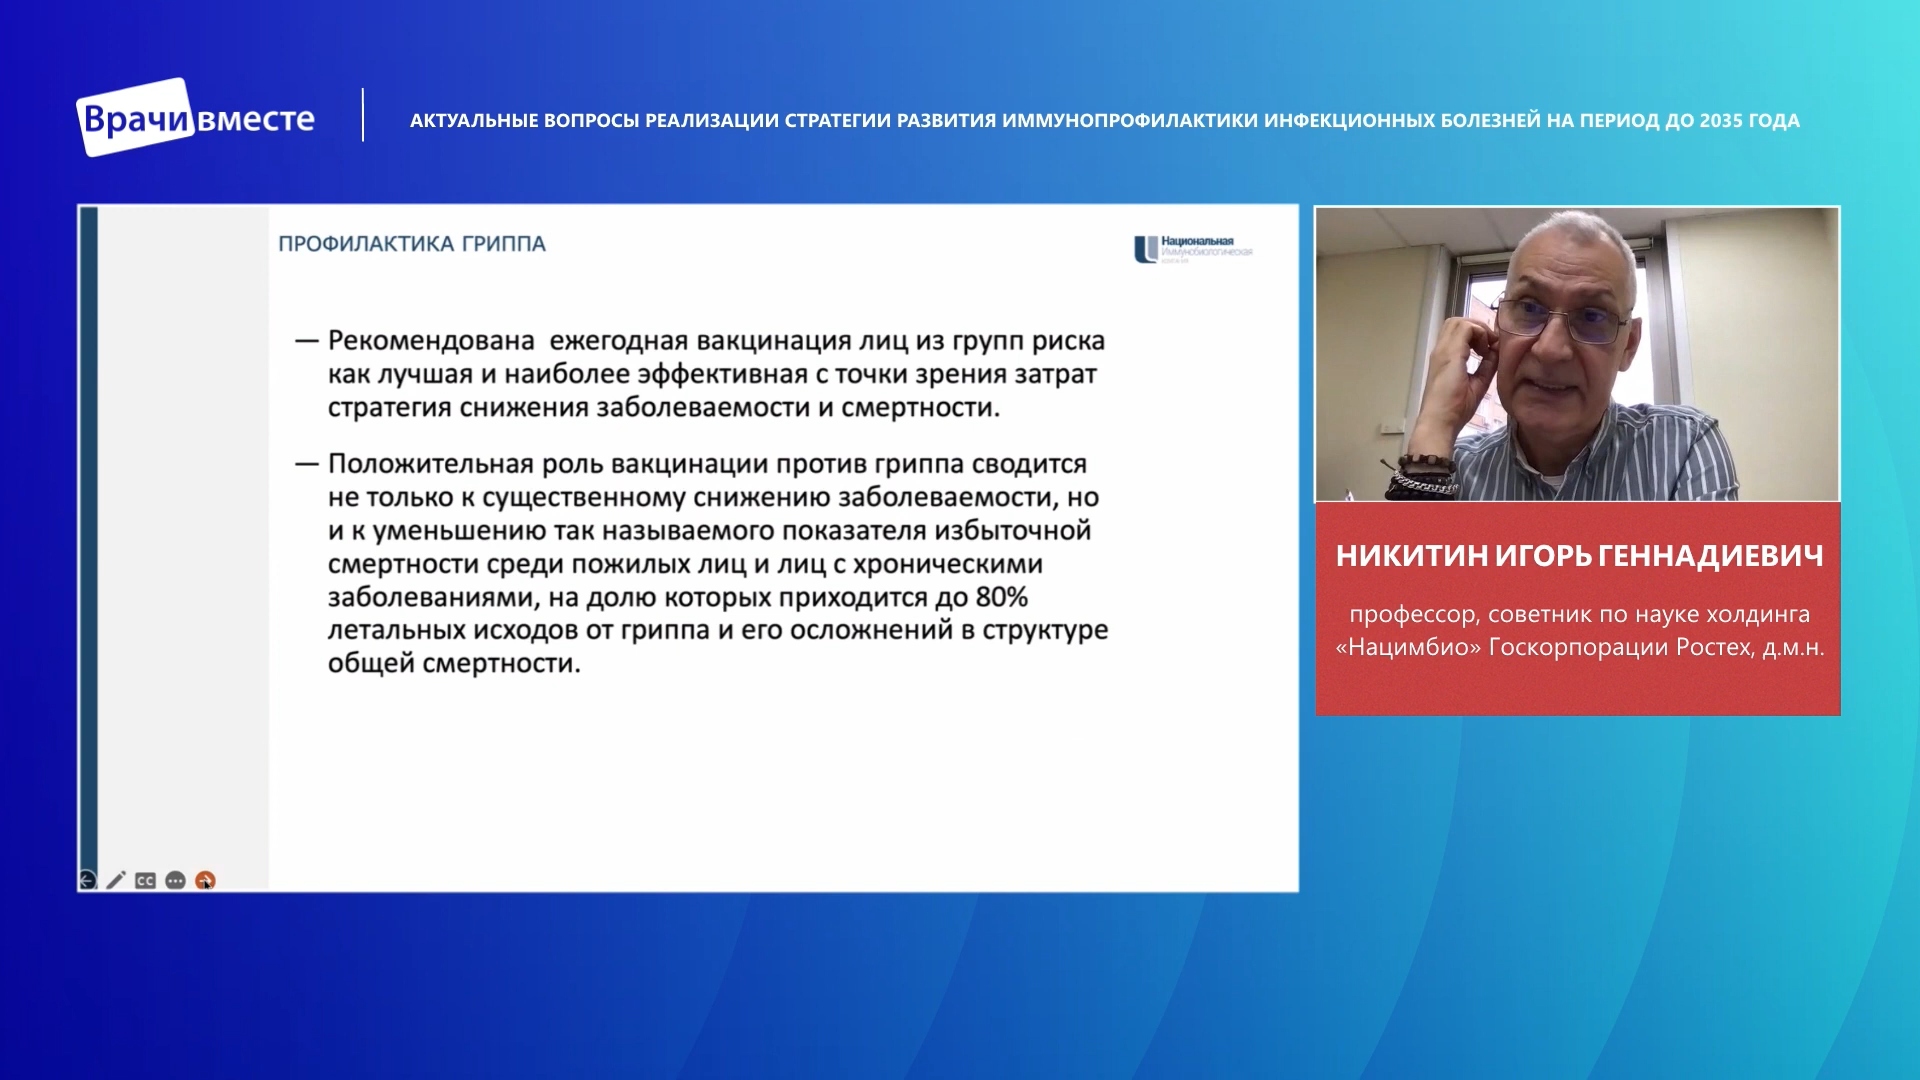 Врачи вместе
АКТУАЛЬНЫЕ ВОПРОСЫ РЕАЛИЗАЦИИ СТРАТЕГИИ РАЗВИТИЯ ИММУНОПРОФИЛАКТИКИ ИНФЕКЦИОННЫХ БОЛЕЗНЕЙ НА ПЕРИОД ДО 2035 ГОДА
ПРОФИЛАКТИКА ГРИППА
Национальная
Иммунобиологическая
— Рекомендована  ежегодная вакцинация лиц из групп риска
как лучшая и наиболее эффективная с точки зрения затрат
стратегия снижения заболеваемости и смертности.
— Положительная роль вакцинации против гриппа сводится
не только к существенному снижению заболеваемости, но
и к уменьшению так называемого показателя избыточной
смертности среди пожилых лиц и лиц с хроническими
заболеваниями, на долю которых приходится до 80%
летальных исходов от гриппа и его осложнений в структуре
общей смертности.
CC
НИКИТИН ИГОРЬ ГЕННАДИЕВИЧ
профессор, советник по науке холдинга
«Нацимбио» Госкорпорации Ростех, д.м.н.